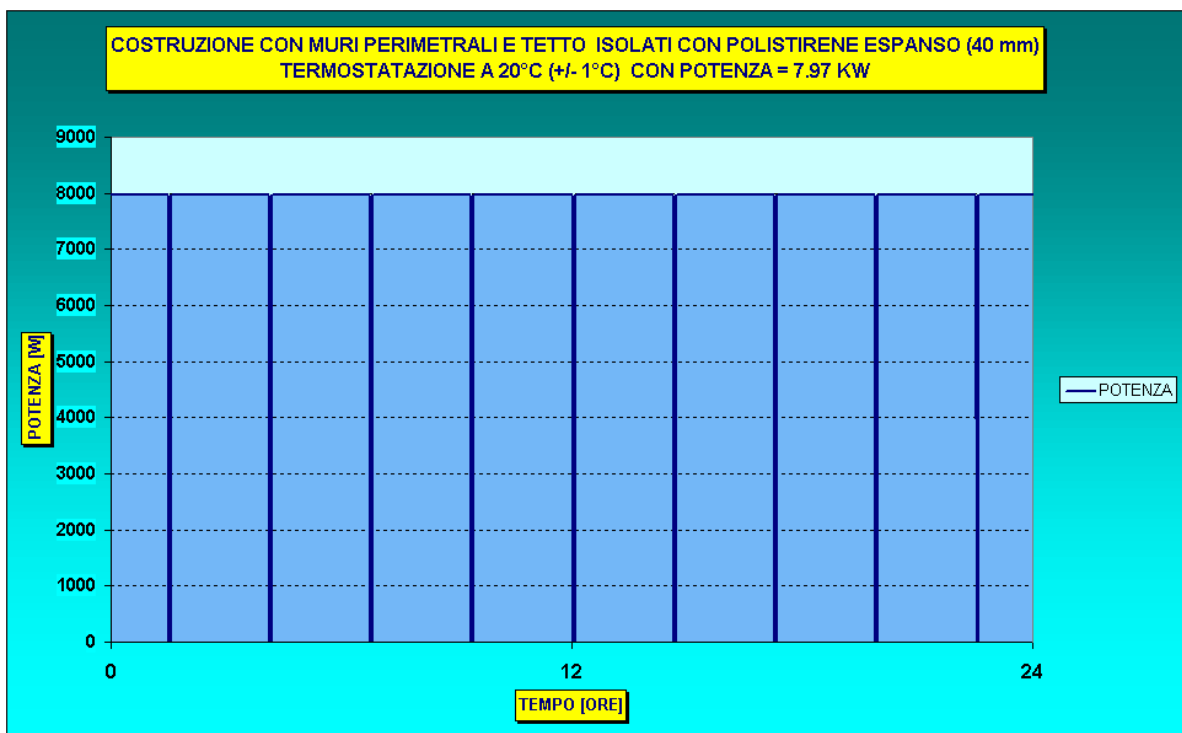 COSTRUZIONE CON MURI PERIMETRALI E TETTO ISOLATI CON POLISTIRENE ESPANSO (40 mm)
TERMOSTATAZIONE A 20°C (+/- 1°C) CON POTENZA = 7.97 KW
9000
8000
7000
6000
5000
4000
3000
2000
1000
0
POTENZA [W]
0
12
24
TEMPO [ORE]
POTENZA